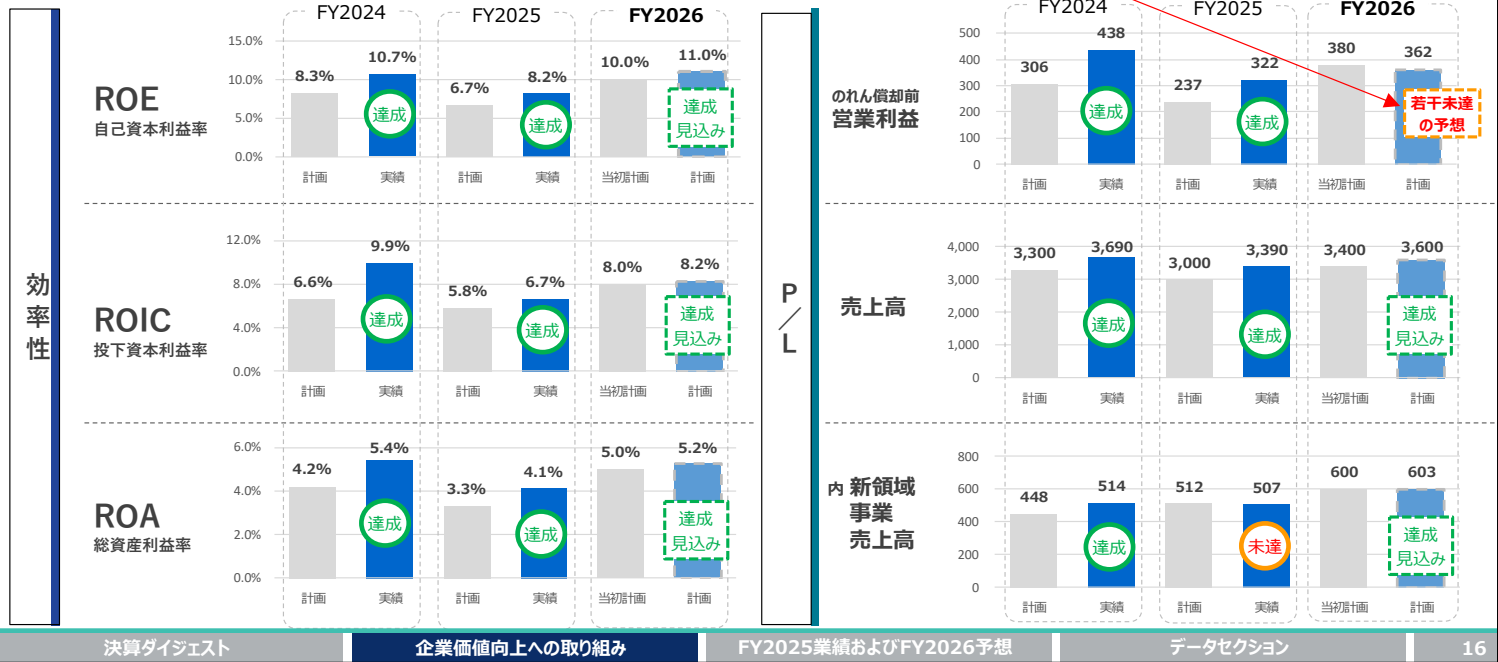 効率性
FY2024
FY2025
FY2026
ROE
自己資本利益率
15.0%
10.0%
5.0%
0.0%
8.3%
10.7%
6.7%
8.2%
10.0%
11.0%
達成
達成
達成
見込み
計画
実績
計画
実績
当初計画
計画
ROIC
投下資本利益率
12.0%
8.0%
4.0%
0.0%
6.6%
9.9%
5.8%
6.7%
8.0%
8.2%
達成
達成
達成
見込み
計画
実績
計画
実績
当初計画
計画
ROA
総資産利益率
6.0%
4.0%
2.0%
0.0%
4.2%
5.4%
3.3%
4.1%
5.0%
5.2%
達成
達成
達成
見込み
計画
実績
計画
実績
当初計画
計画
P/L
FY2024
FY2025
FY2026
のれん償却前
営業利益
500
400
300
200
100
0
306
438
237
322
380
362
達成
達成
若干未達
の予想
計画
実績
計画
実績
当初計画
計画
売上高
4,000
3,000
2,000
1,000
0
3,300
3,690
3,000
3,390
3,400
3,600
達成
達成
達成
見込み
計画
実績
計画
実績
当初計画
計画
内 新領域
事業
売上高
800
600
400
200
0
448
514
512
507
600
603
達成
未達
達成
見込み
計画
実績
計画
実績
当初計画
計画
決算ダイジェスト
企業価値向上への取り組み
FY2025業績およびFY2026予想
データセクション
16